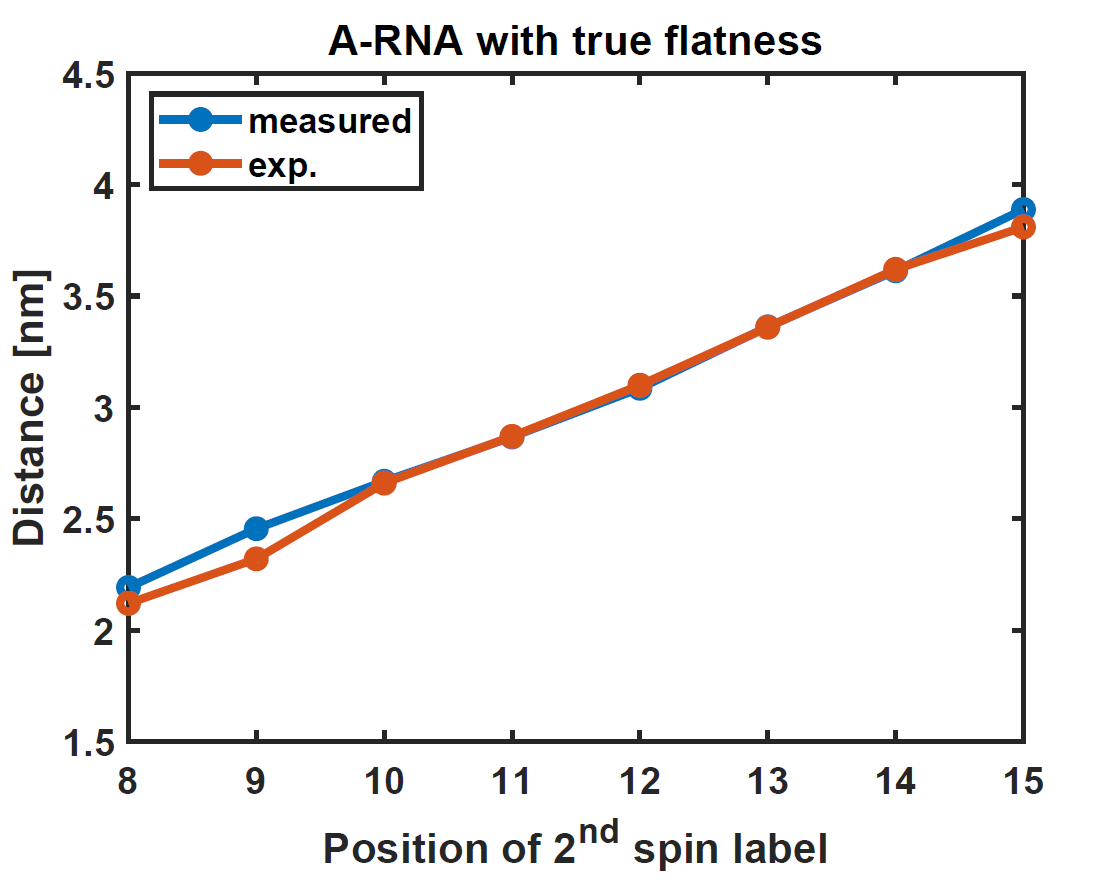 A-RNA with true flatness
measured
exp.
4.5
4
3.5
3
2.5
2
1.5
Distance [nm]
8 9 10 11 12 13 14 15
Position of 2nd spin label